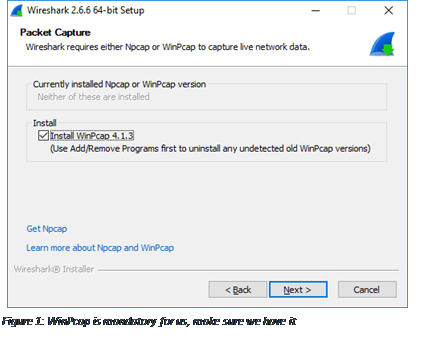 Wireshark 2.6.6 64-bit Setup
Packet Capture
Wireshark requires either Npcap or WinPcap to capture live network data.
Currently installed Npcap or WinPcap version
Neither of these are installed
Install
Install WinPcap 4.1.3
(Use Add/Remove Programs first to uninstall any undetected old WinPcap versions)
Get Npcap
Learn more about Npcap and WinPcap
Wireshark® Installer
< Back
Next >
Cancel
Figure 1: WinPcap is mandatory for us, make sure we have it